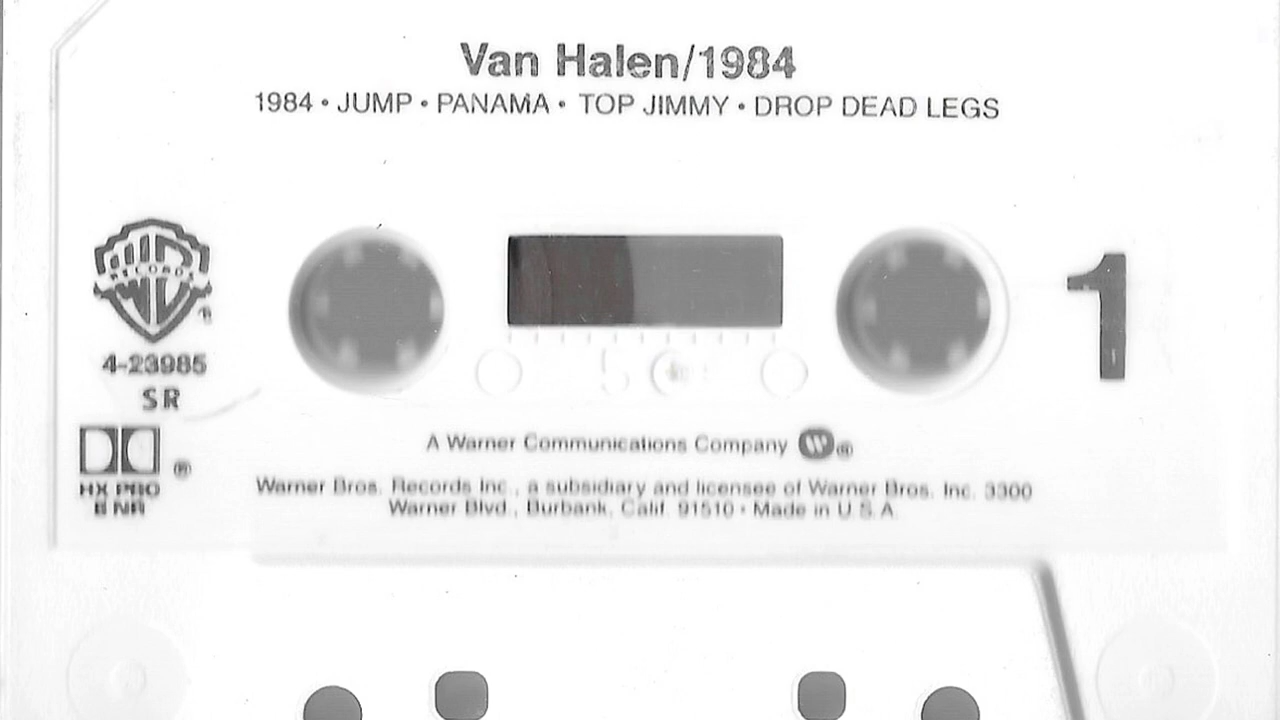 Van Halen/1984
1984 • JUMP • PANAMA • TOP JIMMY • DROP DEAD LEGS
WB
RECORDS
®
4-23985
SR
1
®
HX PRO
B NR
A Warner Communications Company W ®
Warner Bros. Records Inc., a subsidiary and licensee of Warner Bros. Inc. 3300
Warner Blvd., Burbank, Calif. 91510 • Made in U.S.A.